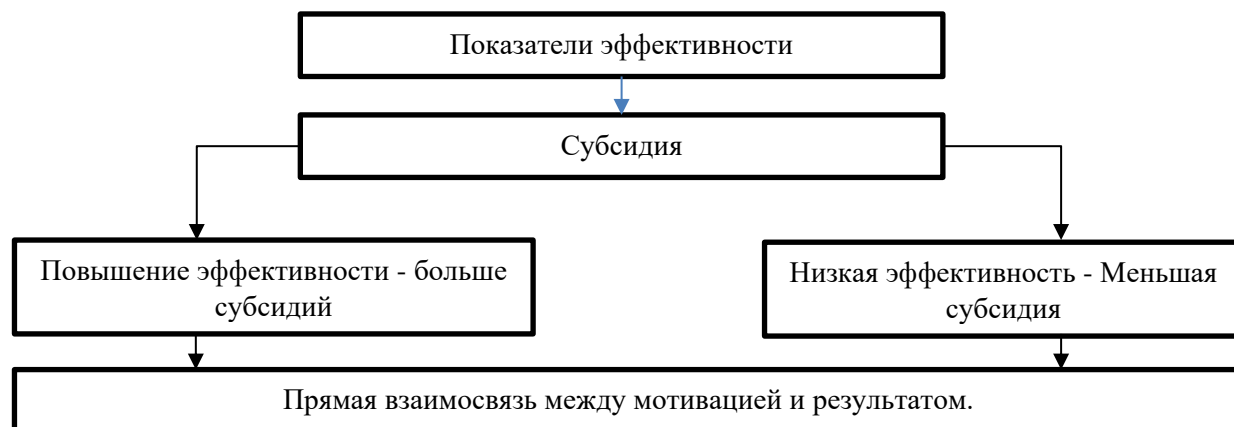 Показатели эффективности
Субсидия
Повышение эффективности - больше
субсидий
Низкая эффективность - Меньшая
субсидия
Прямая взаимосвязь между мотивацией и результатом.